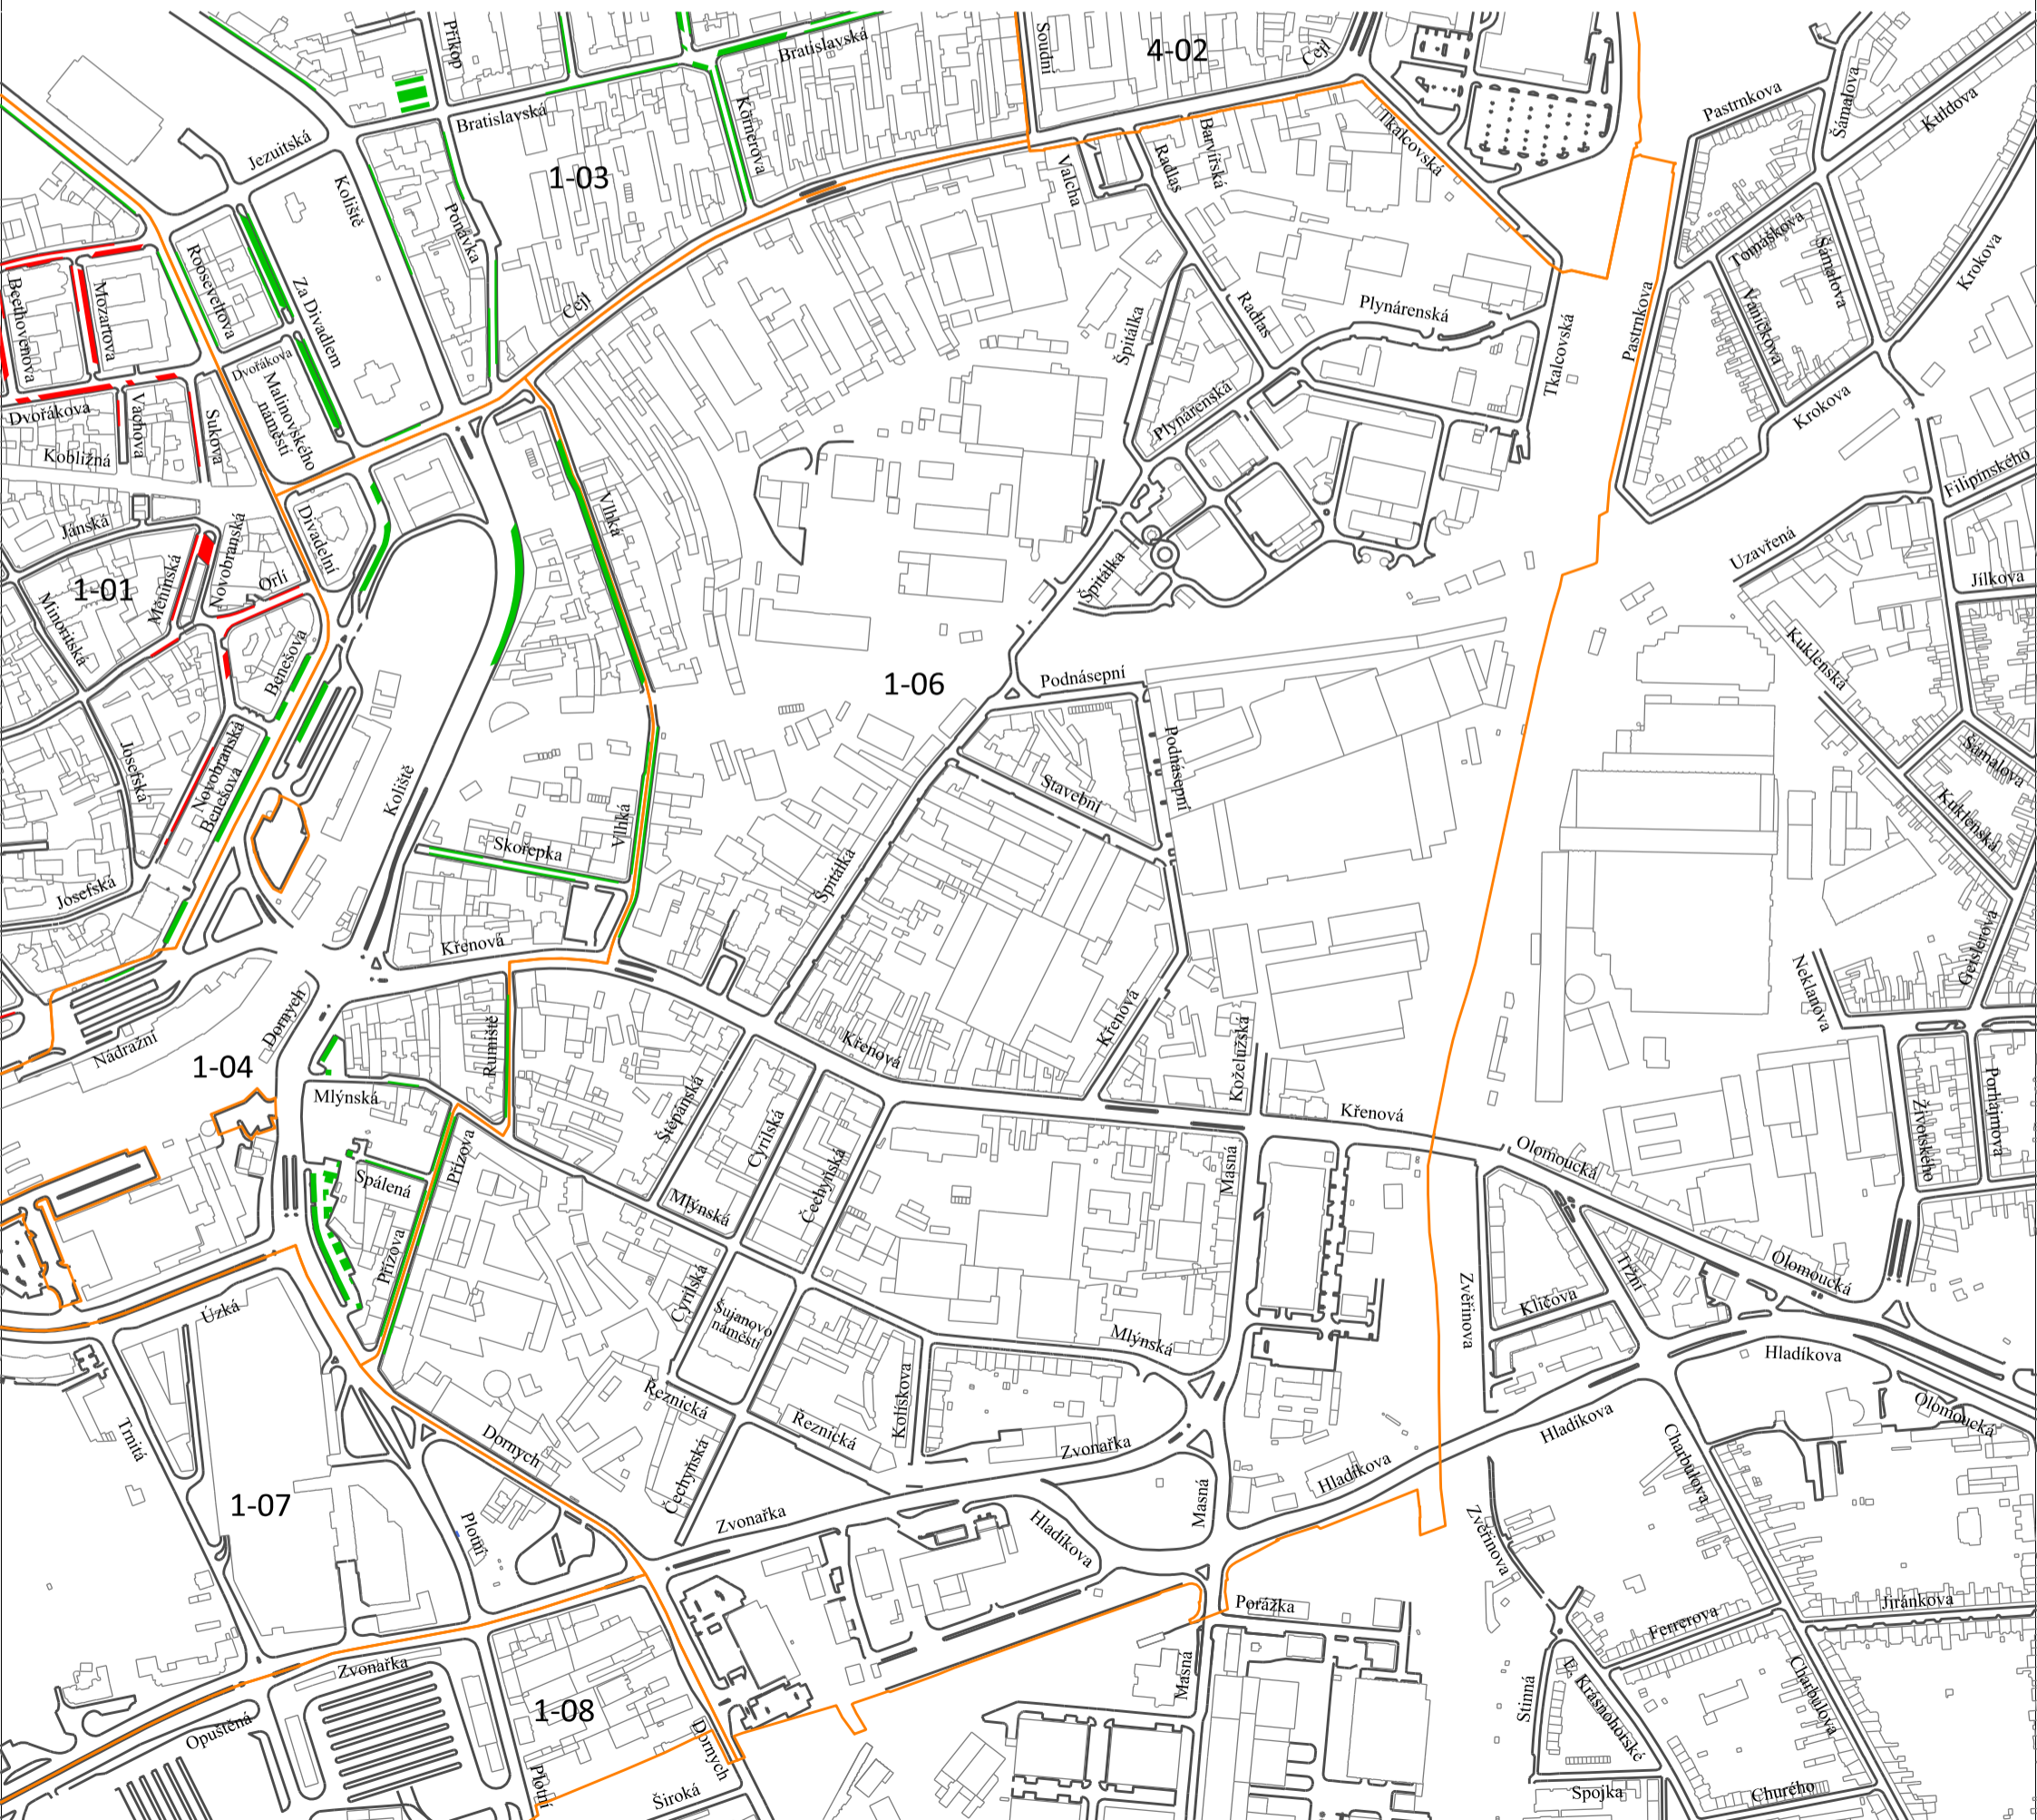 Příkop
Bratislavská
Soudní
4-02
Cejl
Pastrnkova
Šámalova
Kuldova
Jezuitská
Bratislavská
Körnerova
Tkalcovská
Barvířská
Radlas
Valcha
1-03
Koliště
Ponávka
Rooseveltova
Tomáškova
Šámalova
Krokova
Beethovenova
Mozartova
Za Divadlem
Cejl
Špitálka
Radlas
Plynárenská
Tkalcovská
Pastrnkova
Vaníčkova
Dvořákova
Malinovského
náměstí
Dvořákova
Vachova
Sukova
Kobližná
Plynárenská
Krokova
Filipínského
Jánská
Novobranská
Divadelní
Vlhká
Uzavřená
1-01
Měnínská
Orlí
Minoritská
Špitálka
Jílkova
Benešova
Kuklenská
1-06
Podnásepní
Josefská
Novobranská
Benešova
Koliště
Podnásepní
Stavební
Šámalova
Kuklenská
Skořepka
Vlhká
Špitálka
Josefská
Křenová
Geislerova
Neklanova
Nádražní
Dornych
1-04
Rumiště
Křenová
Křenová
Koželužská
Křenová
Mlýnská
Štěpánská
Cyrilská
Čechyňská
Masná
Olomoucká
Životského
Porhajmova
Přízova
Spálená
Mlýnská
Přízova
Úzká
Cyrilská
Šujanovo
náměstí
Mlýnská
Zvěřinova
Klíčova
Tržní
Olomoucká
Hladíkova
Trnitá
Řeznická
Řeznická
Kolískova
Olomoucká
Dornych
Čechyňská
Zvonařka
Hladíkova
Hladíkova
Charbulova
1-07
Plotní
Zvonařka
Hladíkova
Masná
Zvěřinova
Porážka
Jiránkova
Ferrerova
Zvonařka
Masná
Stinná
E. Krásnohorské
Charbulova
1-08
Opuštěná
Dornych
Plotní
Široká
Spojka
Churého